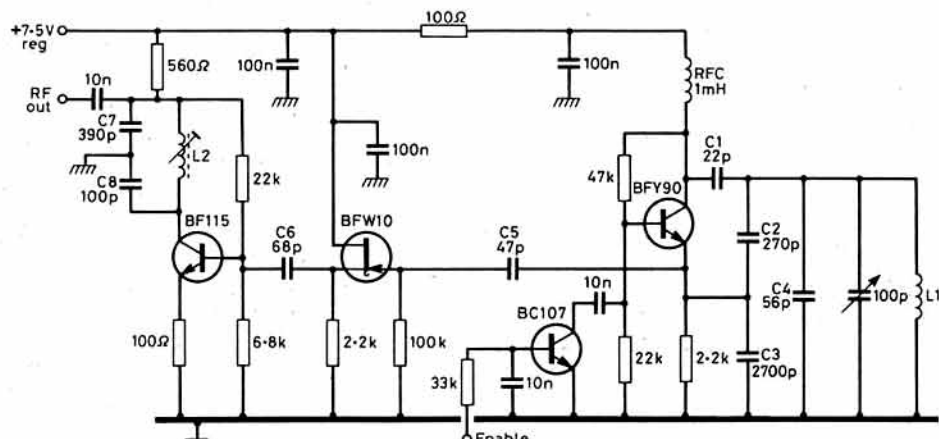 +7·5V
reg
100Ω
560Ω
100n
100n
RFC
1mH
10n
RF
out
C7
390p
L2
C8
100p
22k
100n
47k
C1
22p
BF115
BFW10
BFY90
C6
68p
C5
47p
C2
270p
C4
56p
100p
L1
10n
BC107
100Ω
6·8k
2·2k
100k
33k
10n
22k
2·2k
C3
2700p
Enable